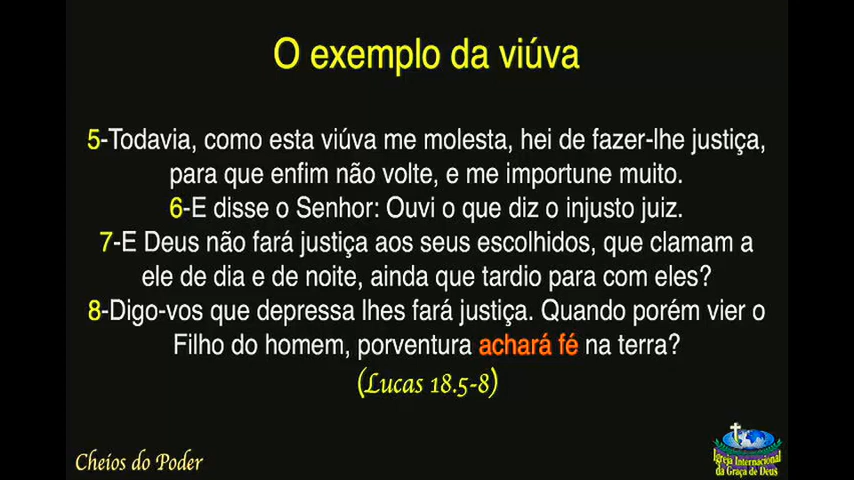 O exemplo da viúva
5-Todavia, como esta viúva me molesta, hei de fazer-lhe justiça,
para que enfim não volte, e me importune muito.
6-E disse o Senhor: Ouvi o que diz o injusto juiz.
7-E Deus não fará justiça aos seus escolhidos, que clamam a
ele de dia e de noite, ainda que tardio para com eles?
8-Digo-vos que depressa lhes fará justiça. Quando porém vier o
Filho do homem, porventura achará fé na terra?
(Lucas 18.5-8)
Cheios do Poder
Igreja Internacional
da Graça de Deus